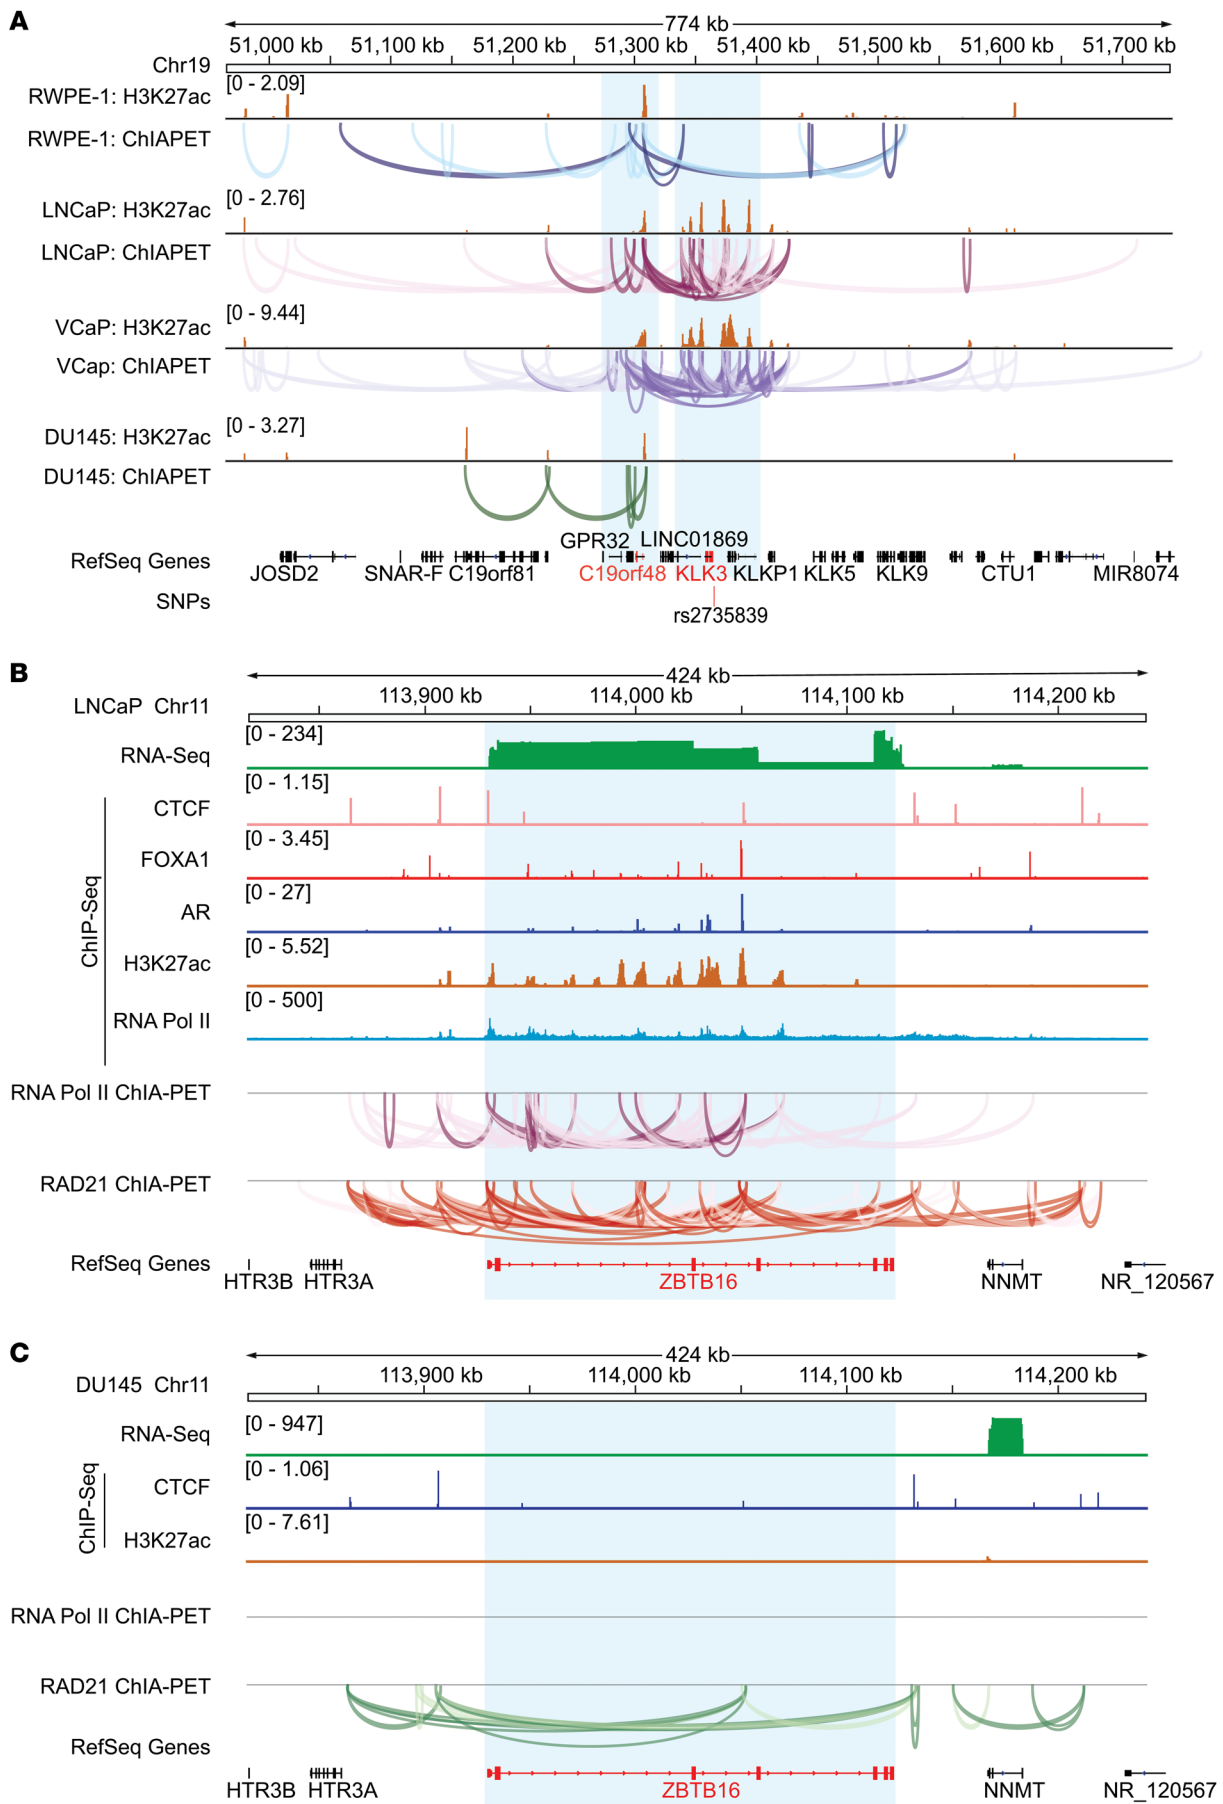 A
774 kb
51,000 kb 51,100 kb 51,200 kb 51,300 kb 51,400 kb 51,500 kb 51,600 kb 51,700 kb
Chr19
[0 - 2.09]
RWPE-1: H3K27ac
RWPE-1: ChIAPET
[0 - 2.76]
LNCaP: H3K27ac
LNCaP: ChIAPET
[0 - 9.44]
VCaP: H3K27ac
VCap: ChIAPET
[0 - 3.27]
DU145: H3K27ac
DU145: ChIAPET
GPR32 LINC01869
RefSeq Genes
JOSD2 SNAR-F C19orf81 C19orf48 KLK3 KLKP1 KLK5 KLK9 CTU1 MIR8074
SNPs
rs2735839
B
424 kb
113,900 kb 114,000 kb 114,100 kb 114,200 kb
LNCaP Chr11
[0 - 234]
RNA-Seq
[0 - 1.15]
CTCF
[0 - 3.45]
FOXA1
[0 - 27]
AR
ChIP-Seq
[0 - 5.52]
H3K27ac
[0 - 500]
RNA Pol II
RNA Pol II ChIA-PET
RAD21 ChIA-PET
RefSeq Genes
HTR3B HTR3A ZBTB16 NNMT NR_120567
C
424 kb
113,900 kb 114,000 kb 114,100 kb 114,200 kb
DU145 Chr11
[0 - 947]
RNA-Seq
[0 - 1.06]
CTCF
ChIP-Seq
[0 - 7.61]
H3K27ac
RNA Pol II ChIA-PET
RAD21 ChIA-PET
RefSeq Genes
HTR3B HTR3A ZBTB16 NNMT NR_120567